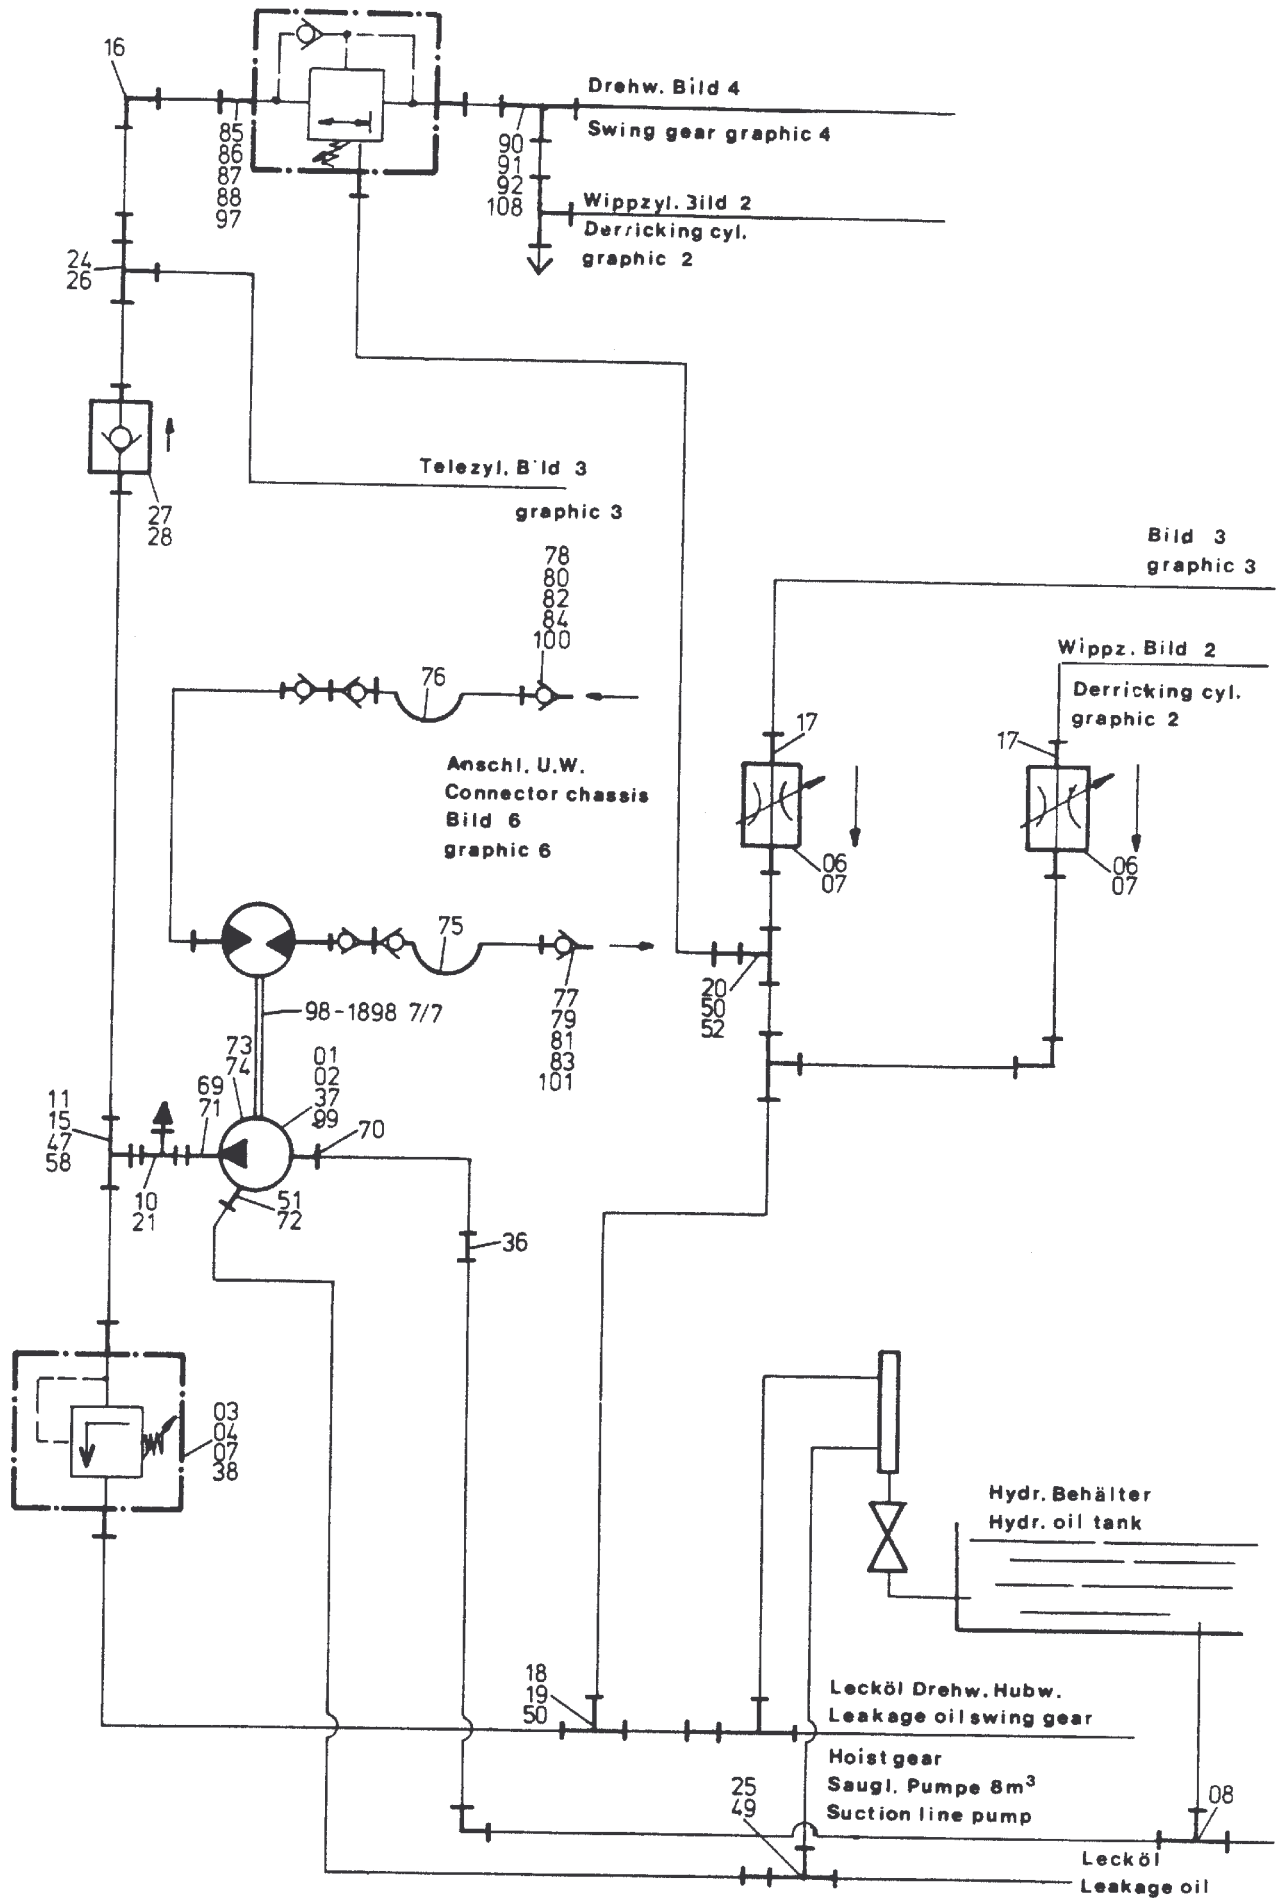 16
Drehw. Bild 4
Swing gear graphic 4
85
86
87
88
97
90
91
92
108
Wippzyl. Bild 2
Derricking cyl.
graphic 2
24
26
Telezyl. Bild 3
graphic 3
27
28
78
80
82
84
100
Bild 3
graphic 3
Wippz. Bild 2
Derricking cyl.
graphic 2
76
17
17
Anschl. U.W.
Connector chassis
Bild 6
graphic 6
06
07
06
07
75
98-1898 7/7
77
79
81
83
101
20
50
52
73
74
01
02
37
99
69
71
11
15
47
58
70
10
21
51
72
36
03
04
07
38
Hydr. Behälter
Hydr. oil tank
18
19
50
Lecköl Drehw. Hubw.
Leakage oil swing gear
Hoist gear
Saugl. Pumpe 8m³
Suction line pump
25
49
08
Lecköl
Leakage oil